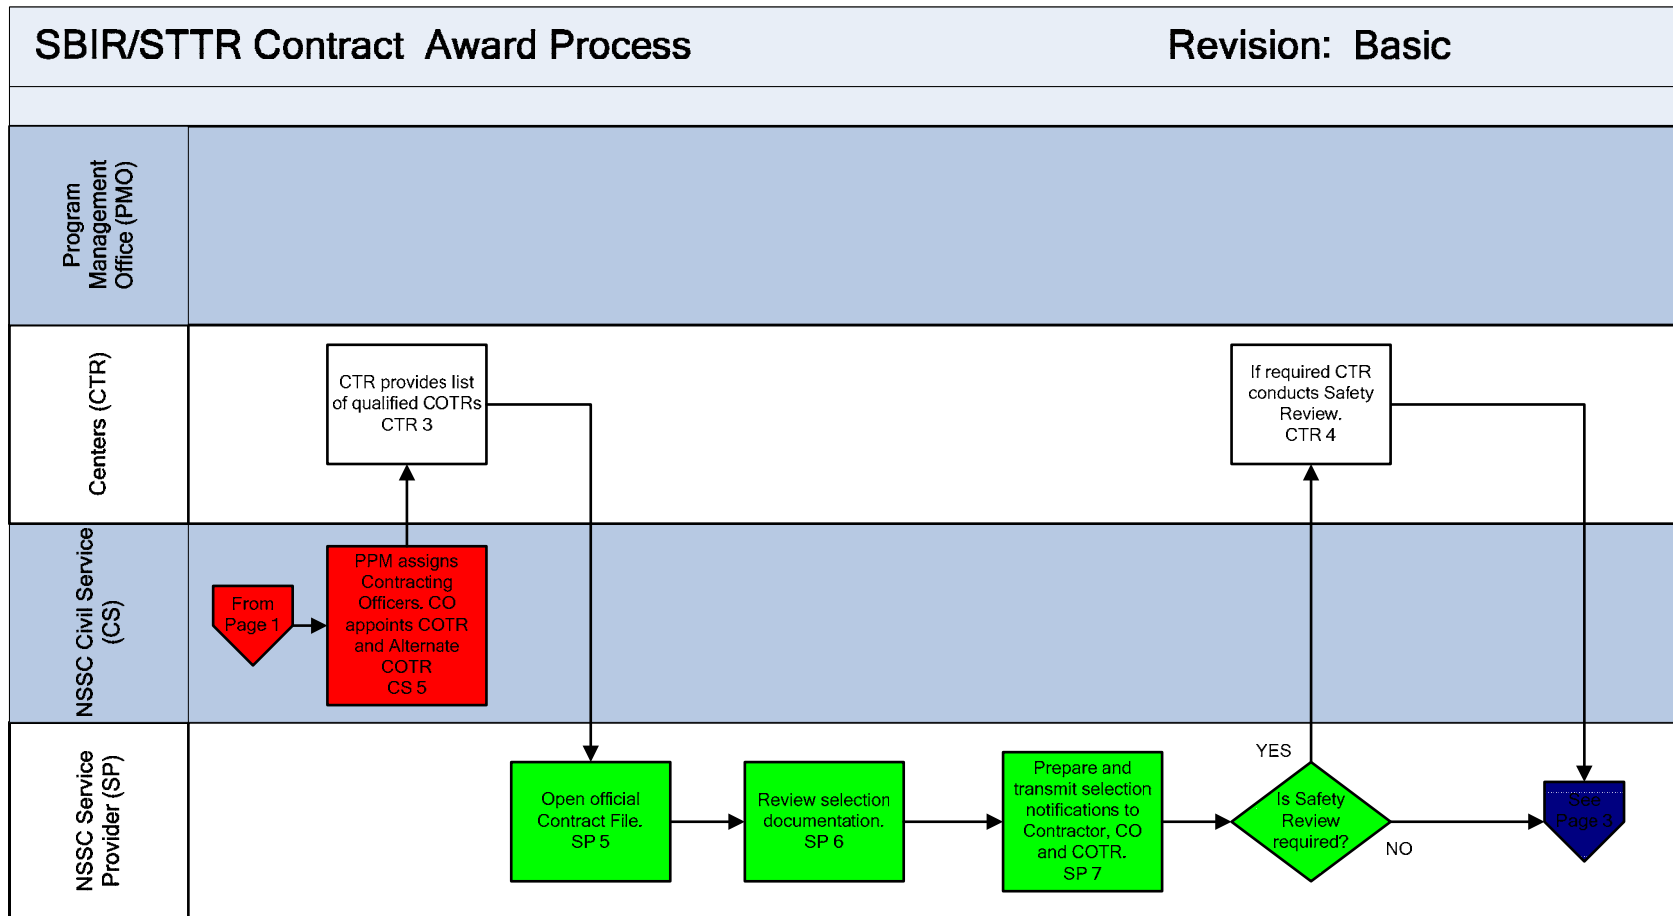 SBIR/STTR Contract  Award Process
Revision:  Basic
Program
Management
Office (PMO)
Centers (CTR)
CTR provides list
of qualified COTRs
CTR 3
If required CTR
conducts Safety
Review.
CTR 4
NSSC Civil Service
(CS)
From
Page 1
PPM assigns
Contracting
Officers. CO
appoints COTR
and Alternate
COTR
CS 5
NSSC Service
Provider (SP)
Open official
Contract File.
SP 5
Review selection
documentation.
SP 6
Prepare and
transmit selection
notifications to
Contractor, CO
and COTR.
SP 7
YES
Is Safety
Review
required?
NO
See
Page 3